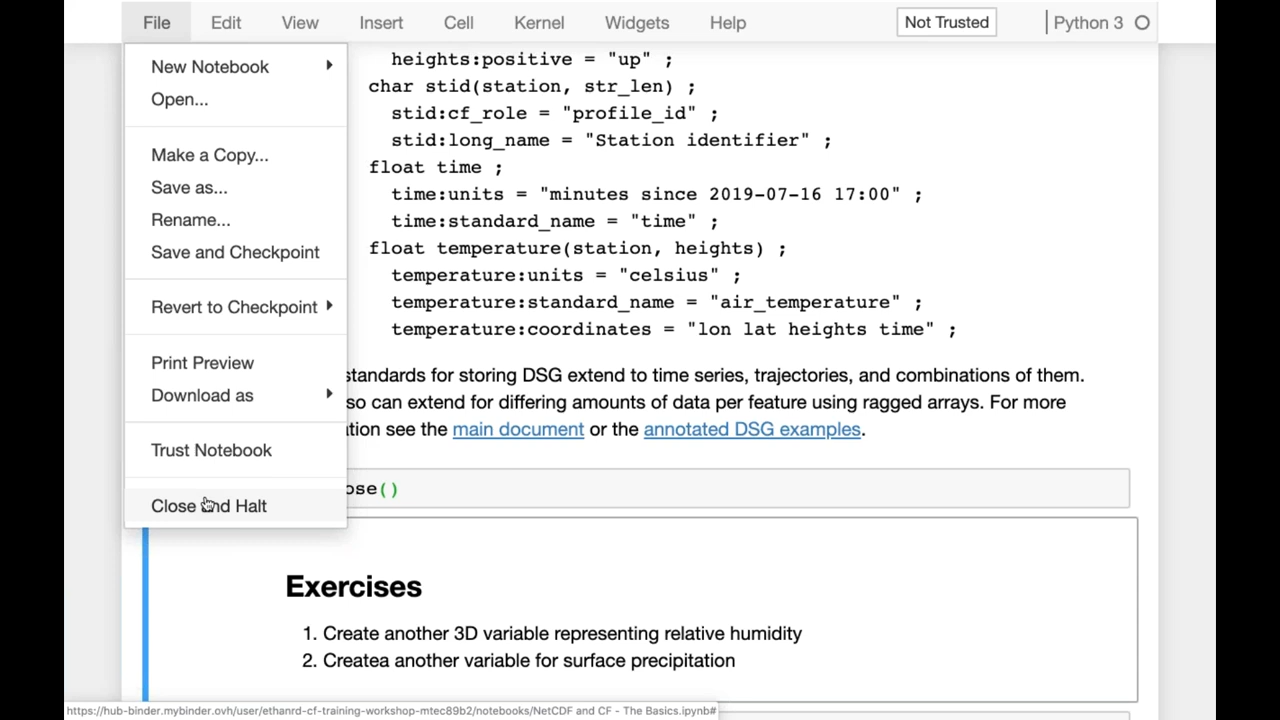 File Edit View Insert Cell Kernel Widgets Help Not Trusted Python 3
New Notebook
Open...
Make a Copy...
Save as...
Rename...
Save and Checkpoint
Revert to Checkpoint
Print Preview
Download as
Trust Notebook
Close and Halt
heights:positive = "up" ;
char stid(station, str_len) ;
stid:cf_role = "profile_id" ;
stid:long_name = "Station identifier" ;
float time ;
time:units = "minutes since 2019-07-16 17:00" ;
time:standard_name = "time" ;
float temperature(station, heights) ;
temperature:units = "celsius" ;
temperature:standard_name = "air_temperature" ;
temperature:coordinates = "lon lat heights time" ;
standards for storing DSG extend to time series, trajectories, and combinations of them.
so can extend for differing amounts of data per feature using ragged arrays. For more
see the main document or the annotated DSG examples.
ose()
Exercises
1. Create another 3D variable representing relative humidity
2. Createa another variable for surface precipitation
https://hub-binder.mybinder.ovh/user/ethanrd-cf-training-workshop-mtec89b2/notebooks/NetCDF and CF - The Basics.ipynb#